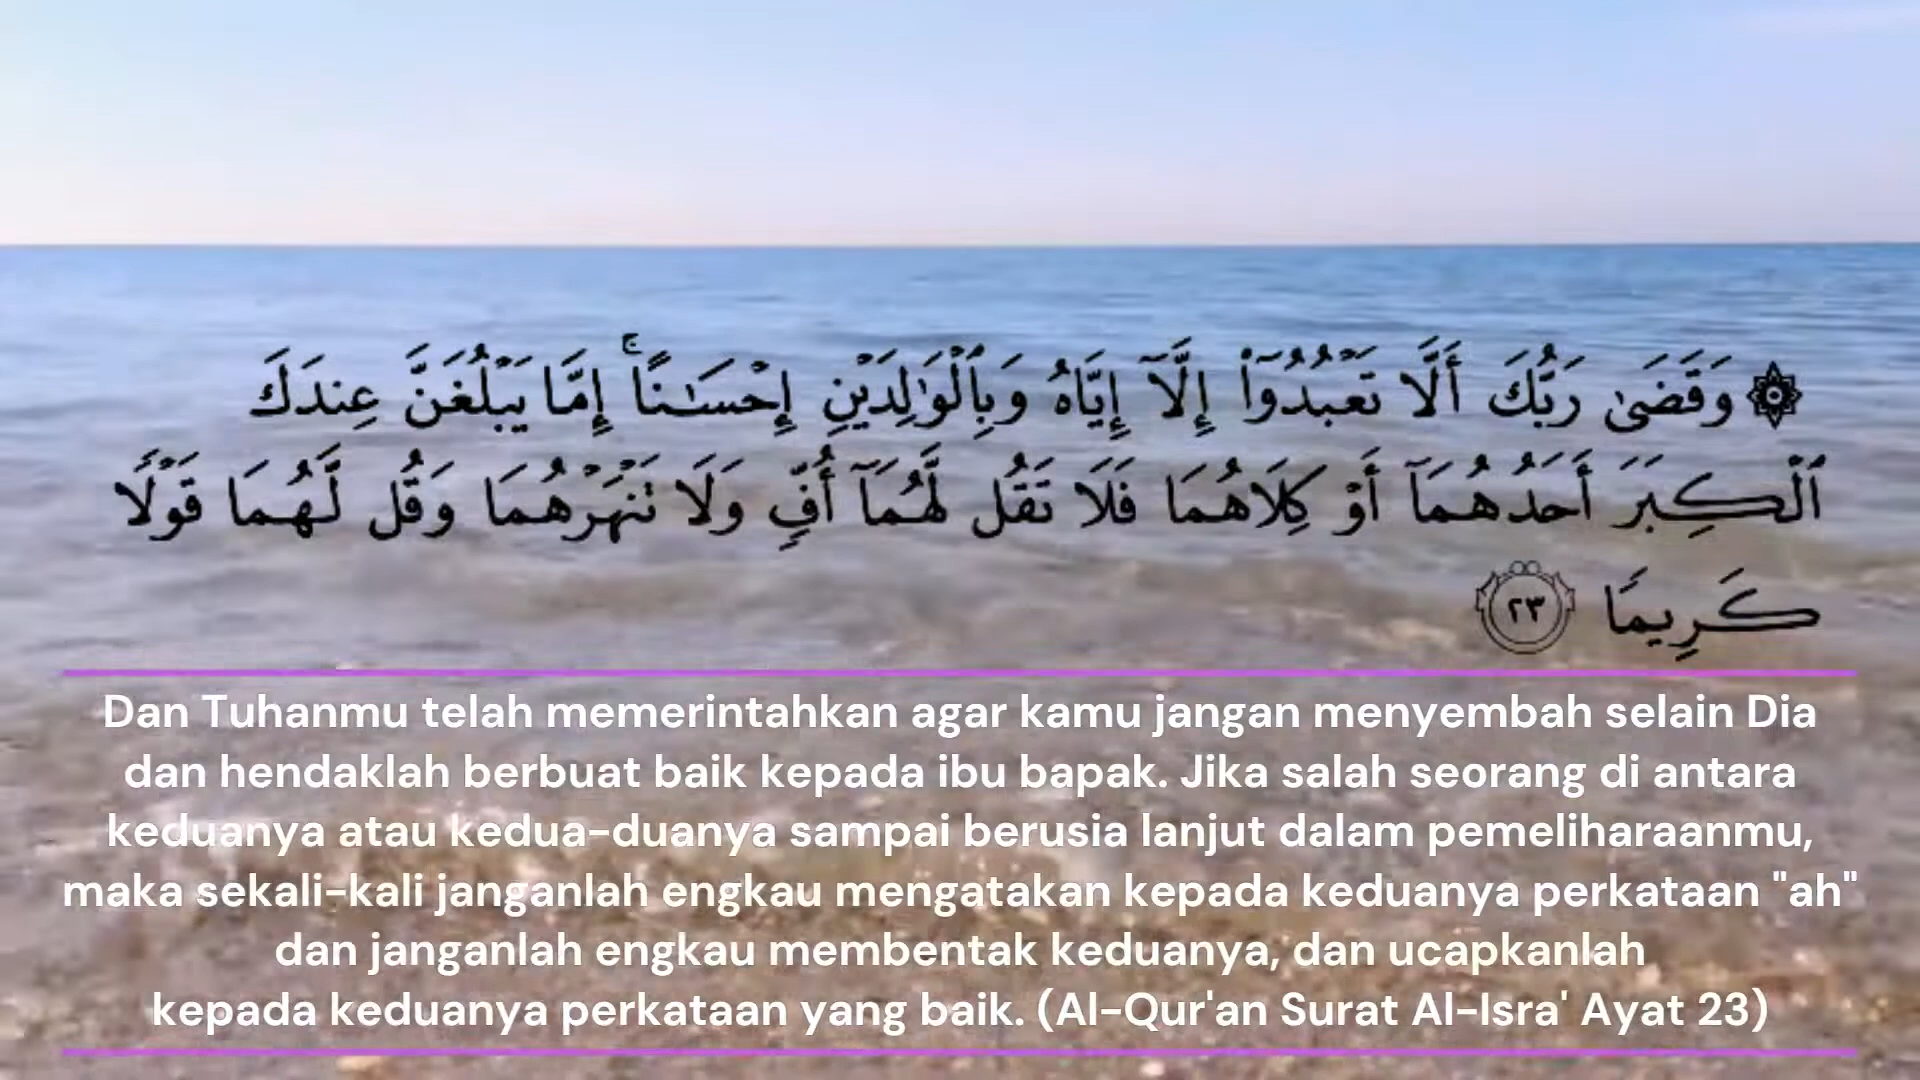 ۞ وَقَضَىٰ رَبُّكَ أَلَّا تَعْبُدُوٓا۟ إِلَّآ إِيَّاهُ وَبِٱلْوَٰلِدَيْنِ إِحْسَـٰنًا ۚ إِمَّا يَبْلُغَنَّ عِندَكَ
ٱلْكِبَرَ أَحَدُهُمَآ أَوْ كِلَاهُمَا فَلَا تَقُل لَّهُمَآ أُفٍّ وَلَا تَنْهَرْهُمَا وَقُل لَّهُمَا قَوْلًا
كَرِيمًا ٢٣
Dan Tuhanmu telah memerintahkan agar kamu jangan menyembah selain Dia
dan hendaklah berbuat baik kepada ibu bapak. Jika salah seorang di antara
keduanya atau kedua-duanya sampai berusia lanjut dalam pemeliharaanmu,
maka sekali-kali janganlah engkau mengatakan kepada keduanya perkataan "ah"
dan janganlah engkau membentak keduanya, dan ucapkanlah
kepada keduanya perkataan yang baik. (Al-Qur'an Surat Al-Isra' Ayat 23)